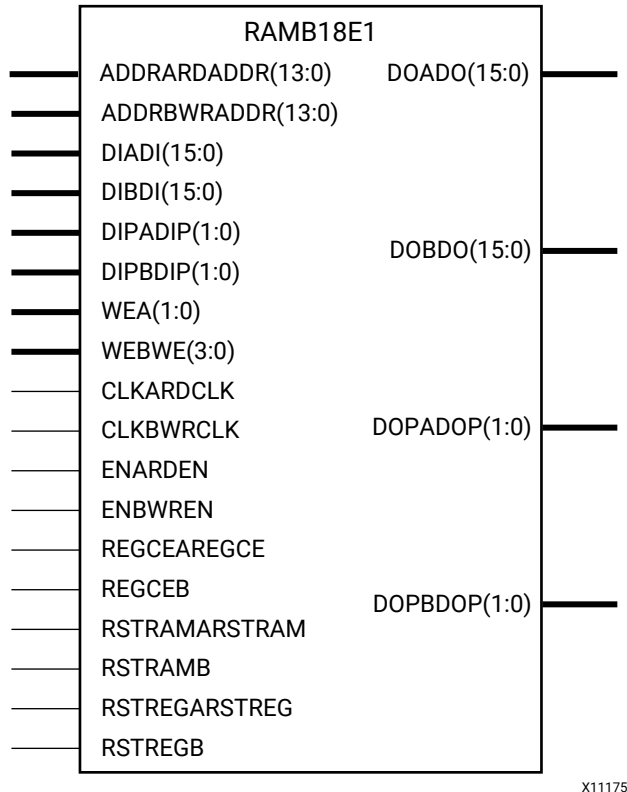 RAMB18E1
ADDRARDADDR(13:0)
DOADO(15:0)
ADDRBWRADDR(13:0)
DIADI(15:0)
DIBDI(15:0)
DIPADIP(1:0)
DOBDO(15:0)
DIPBDIP(1:0)
WEA(1:0)
WEBWE(3:0)
CLKARDCLK
CLKBWRCLK
DOPADOP(1:0)
ENARDEN
ENBWREN
REGCEAREGCE
REGCEB
DOPBDOP(1:0)
RSTRAMARSTRAM
RSTRAMB
RSTREGARSTREG
RSTREGB
X11175